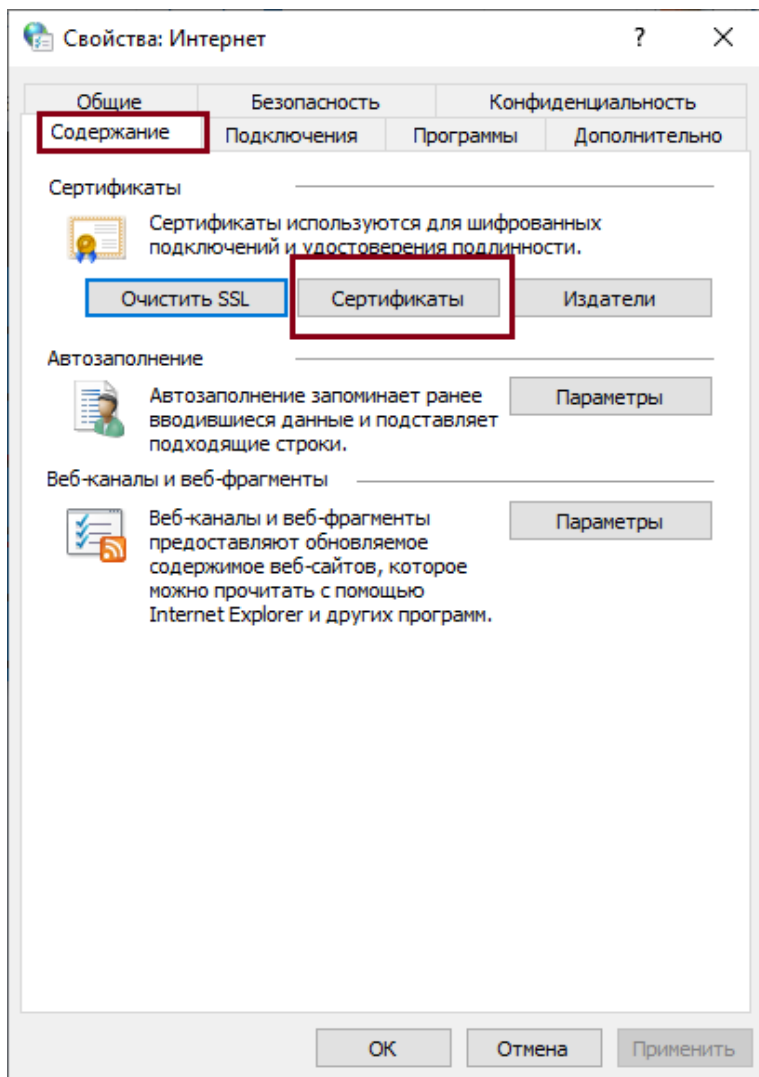 Свойства: Интернет
Общие Безопасность Конфиденциальность
Содержание Подключения Программы Дополнительно
Сертификаты
Сертификаты используются для шифрованных
подключений и удостоверения подлинности.
Очистить SSL Сертификаты Издатели
Автозаполнение
Автозаполнение запоминает ранее
вводившиеся данные и подставляет
подходящие строки.
Параметры
Веб-каналы и веб-фрагменты
Веб-каналы и веб-фрагменты
предоставляют обновляемое
содержимое веб-сайтов, которое
можно прочитать с помощью
Internet Explorer и других программ.
Параметры
ОК Отмена Применить